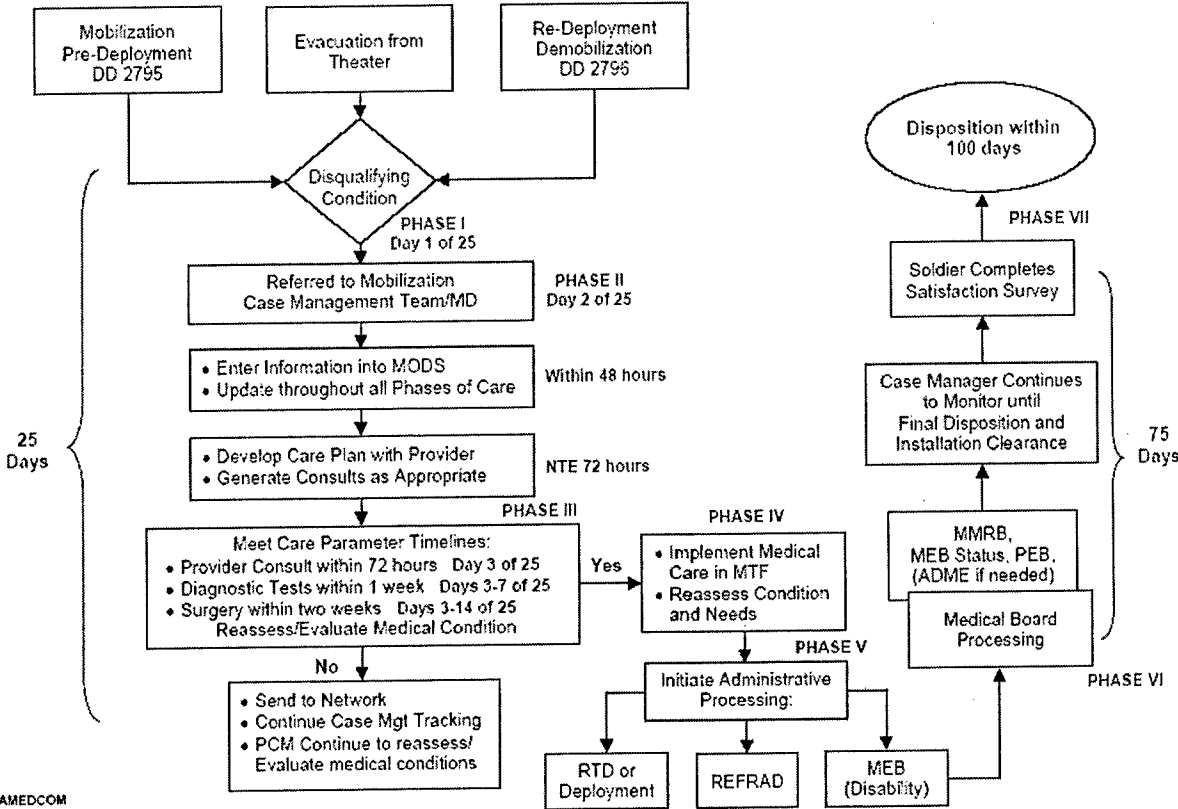 Mobilization
Pre-Deployment
DD 2795
Evacuation from
Theater
Re-Deployment
Demobilization
DD 2796
Disqualifying
Condition
PHASE I
Day 1 of 25
Referred to Mobilization
Case Management Team/MD
PHASE II
Day 2 of 25
• Enter Information into MODS
• Update throughout all Phases of Care
Within 48 hours
25
Days
• Develop Care Plan with Provider
• Generate Consults as Appropriate
NTE 72 hours
PHASE III
Meet Care Parameter Timelines:
• Provider Consult within 72 hours Day 3 of 25
• Diagnostic Tests within 1 week Days 3-7 of 25
• Surgery within two weeks Days 3-14 of 25
Reassess/Evaluate Medical Condition
Yes
No
• Send to Network
• Continue Case Mgt Tracking
• PCM Continue to reassess/
Evaluate medical conditions
PHASE IV
• Implement Medical
Care in MTF
• Reassess Condition
and Needs
PHASE V
Initiate Administrative
Processing:
RTD or
Deployment
REFRAD
MEB
(Disability)
PHASE VI
Medical Board
Processing
MMRB,
MEB Status, PEB,
(ADME if needed)
Case Manager Continues
to Monitor until
Final Disposition and
Installation Clearance
75
Days
Soldier Completes
Satisfaction Survey
PHASE VII
Disposition within
100 days
AMEDCOM